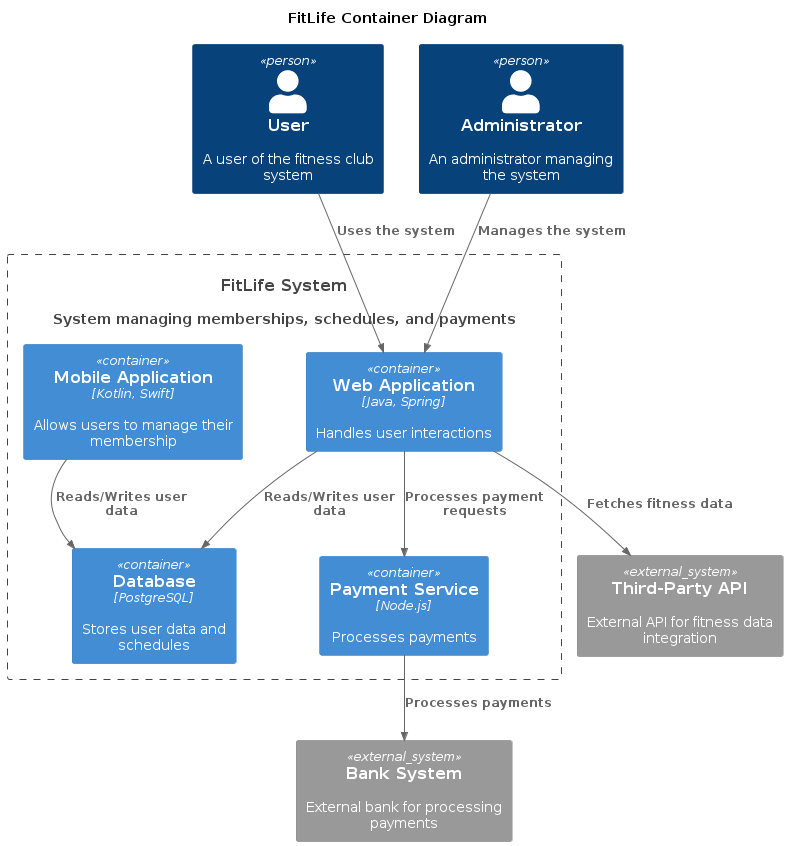 FitLife Container Diagram
«person»
User
A user of the fitness club
system
«person»
Administrator
An administrator managing
the system
Uses the system
Manages the system
FitLife System
System managing memberships, schedules, and payments
«container»
Mobile Application
[Kotlin, Swift]
Allows users to manage their
membership
«container»
Web Application
[Java, Spring]
Handles user interactions
Reads/Writes user
data
Reads/Writes user
data
Processes payment
requests
Fetches fitness data
«container»
Database
[PostgreSQL]
Stores user data and
schedules
«container»
Payment Service
[Node.js]
Processes payments
«external_system»
Third-Party API
External API for fitness data
integration
Processes payments
«external_system»
Bank System
External bank for processing
payments